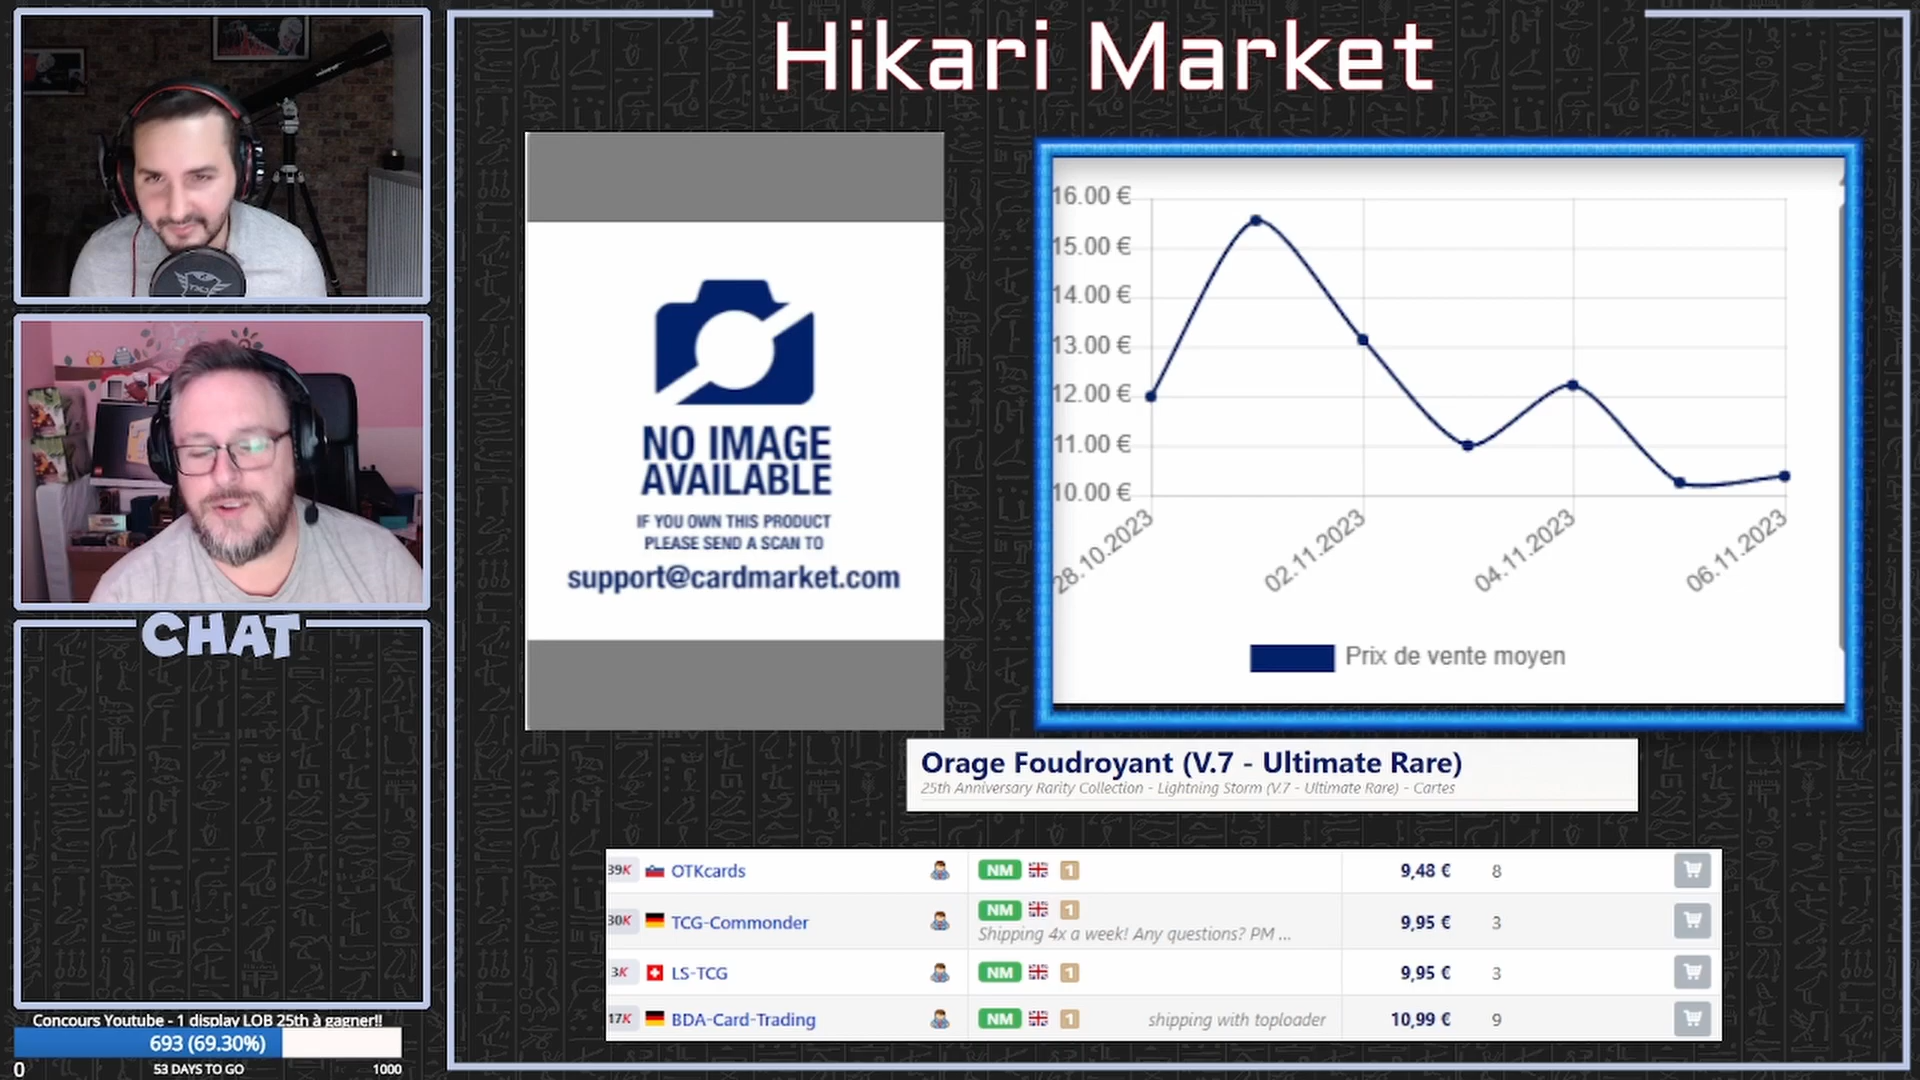 Hikari Market
NO IMAGE
AVAILABLE
IF YOU OWN THIS PRODUCT
PLEASE SEND A SCAN TO
support@cardmarket.com
16.00 €
15.00 €
14.00 €
13.00 €
12.00 €
11.00 €
10.00 €
28.10.2023
02.11.2023
04.11.2023
06.11.2023
Prix de vente moyen
Orage Foudroyant (V.7 - Ultimate Rare)
25th Anniversary Rarity Collection - Lightning Storm (V.7 - Ultimate Rare) - Cartes
39K OTKcards NM 1 9,48 € 8
30K TCG-Commonder NM 1 9,95 € 3
Shipping 4x a week! Any questions? PM ...
3K LS-TCG NM 1 9,95 € 3
17K BDA-Card-Trading NM 1 shipping with toploader 10,99 € 9
CHAT
Concours Youtube - 1 display LOB 25th à gagner!!
693 (69.30%)
0 53 DAYS TO GO 1000